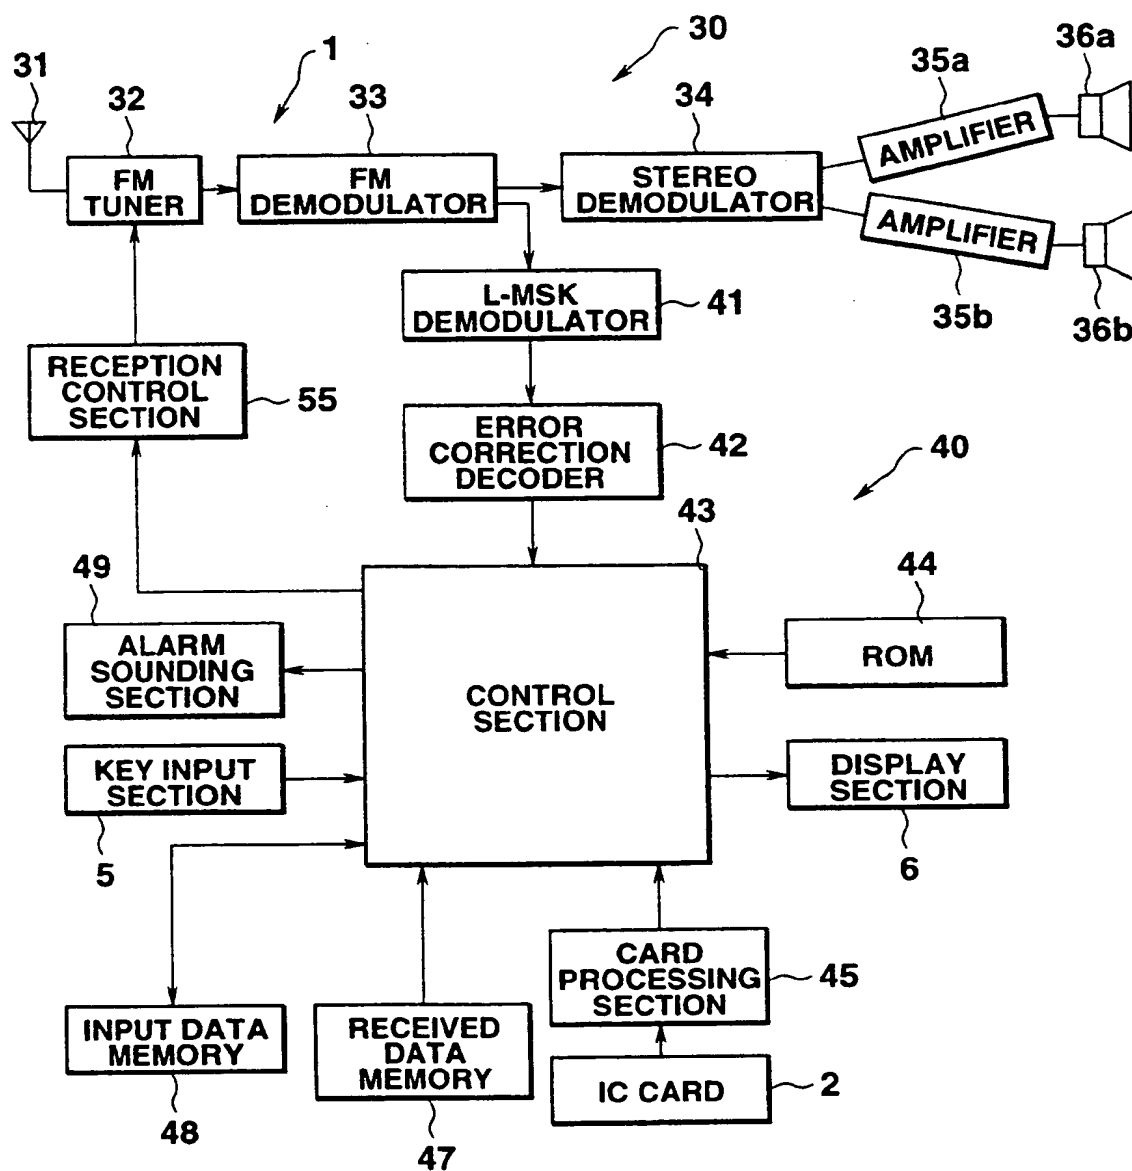 30
36a
1
35a
31
32
33
34
AMPLIFIER
FM
TUNER
FM
DEMODULATOR
STEREO
DEMODULATOR
AMPLIFIER
L-MSK
DEMODULATOR
41
35b
36b
RECEPTION
CONTROL
SECTION
55
ERROR
CORRECTION
DECODER
42
40
43
49
44
ALARM
SOUNDING
SECTION
ROM
CONTROL
SECTION
KEY INPUT
SECTION
DISPLAY
SECTION
5
6
CARD
PROCESSING
SECTION
45
INPUT DATA
MEMORY
RECEIVED
DATA
MEMORY
IC CARD
2
48
47